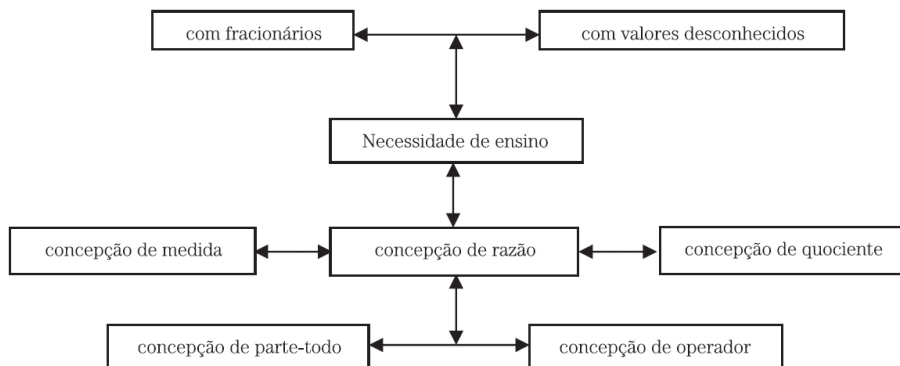 com fracionários
com valores desconhecidos
Necessidade de ensino
concepção de medida
concepção de razão
concepção de quociente
concepção de parte-todo
concepção de operador